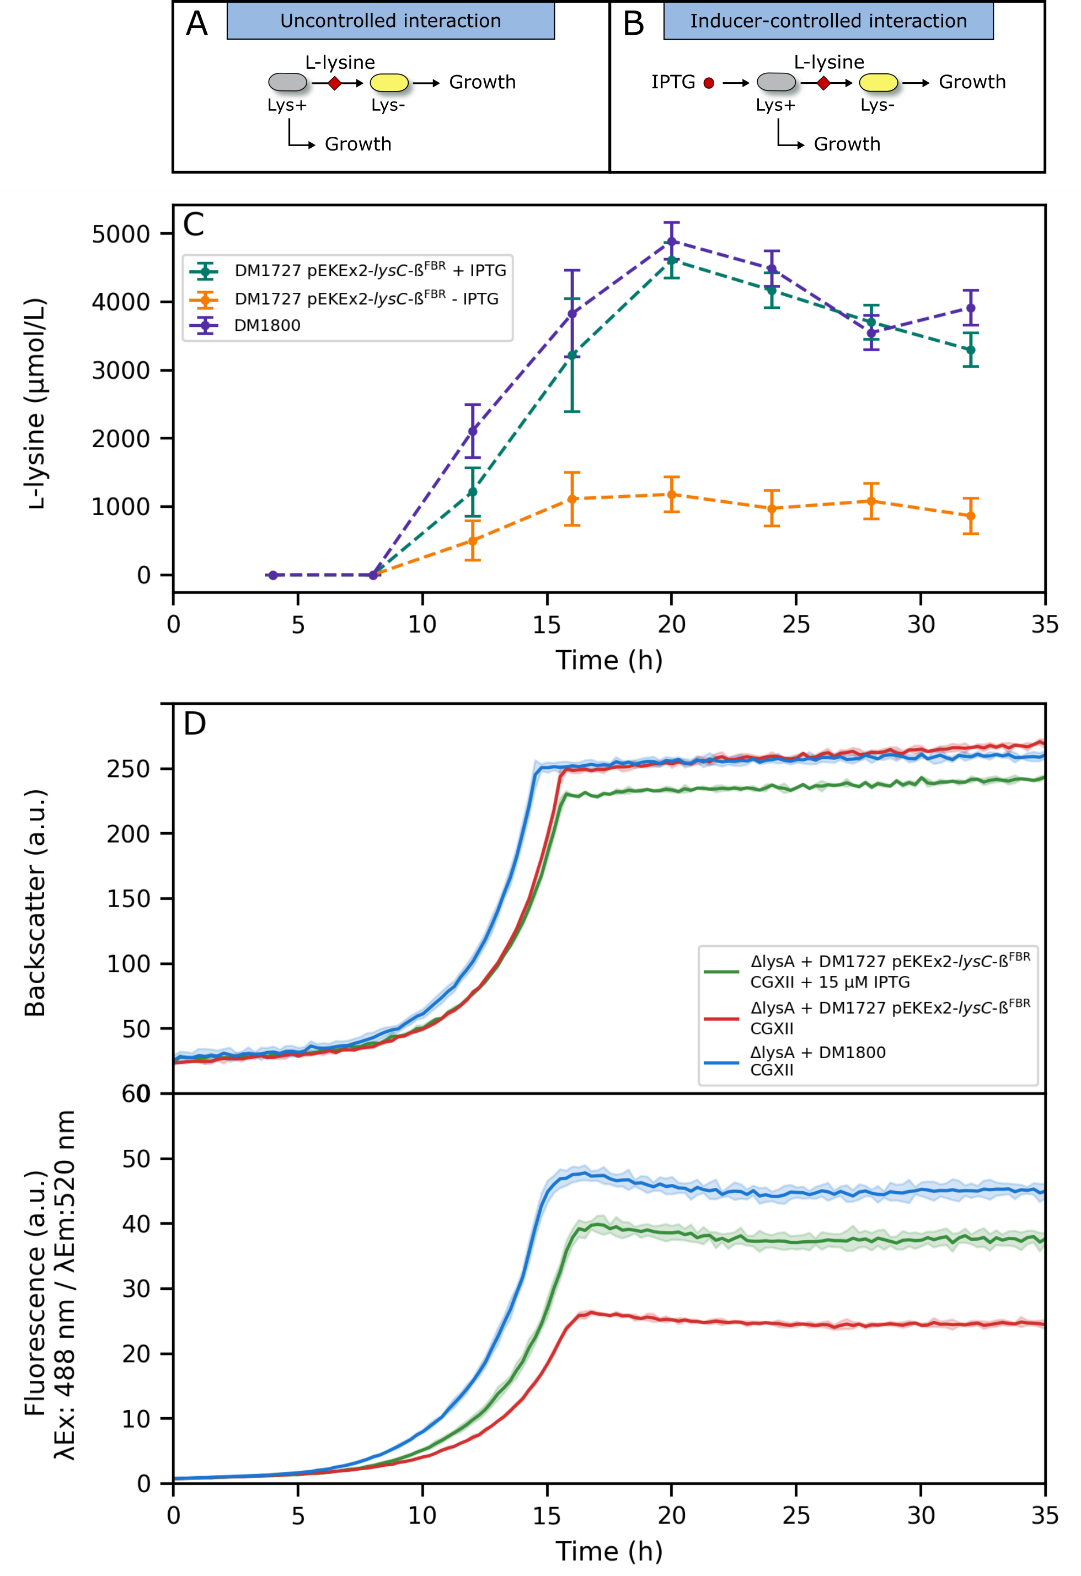 A
Uncontrolled interaction
L-lysine
Growth
Lys+
Lys-
Growth
B
Inducer-controlled interaction
L-lysine
IPTG
Growth
Lys+
Lys-
Growth
C
DM1727 pEKEx2-lysC-ß^FBR + IPTG
DM1727 pEKEx2-lysC-ß^FBR - IPTG
DM1800
5000
4000
3000
2000
1000
0
L-lysine (μmol/L)
0 5 10 15 20 25 30 35
Time (h)
D
250
200
150
100
50
0
Backscatter (a.u.)
ΔlysA + DM1727 pEKEx2-lysC-ß^FBR
CGXII + 15 μM IPTG
ΔlysA + DM1727 pEKEx2-lysC-ß^FBR
CGXII
ΔlysA + DM1800
CGXII
60
50
40
30
20
10
0
Fluorescence (a.u.)
λEx: 488 nm / λEm:520 nm
0 5 10 15 20 25 30 35
Time (h)